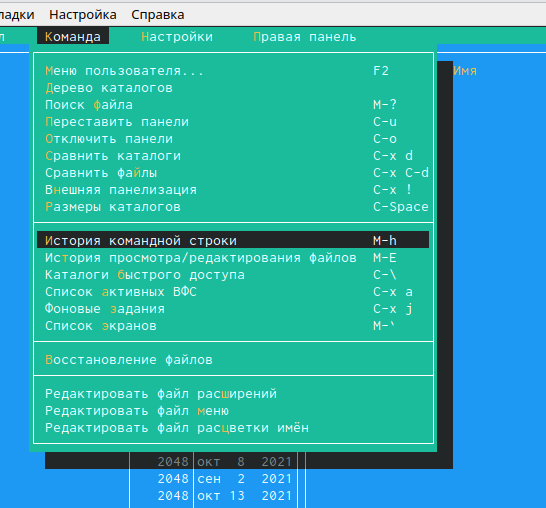 ладки Настройка Справка
л Команда Настройки Правая панель
Меню пользователя... F2
Имя
Дерево каталогов
Поиск файла M-?
Переставить панели C-u
Отключить панели C-o
Сравнить каталоги C-x d
Сравнить файлы C-x C-d
Внешняя панелизация C-x !
Размеры каталогов C-Space
История командной строки M-h
История просмотра/редактирования файлов M-E
Каталоги быстрого доступа C-\
Список активных ВФС C-x a
Фоновые задания C-x j
Список экранов M-`
Восстановление файлов
Редактировать файл расширений
Редактировать файл меню
Редактировать файл расцветки имён
2048 окт 8 2021
2048 сен 2 2021
2048 окт 13 2021